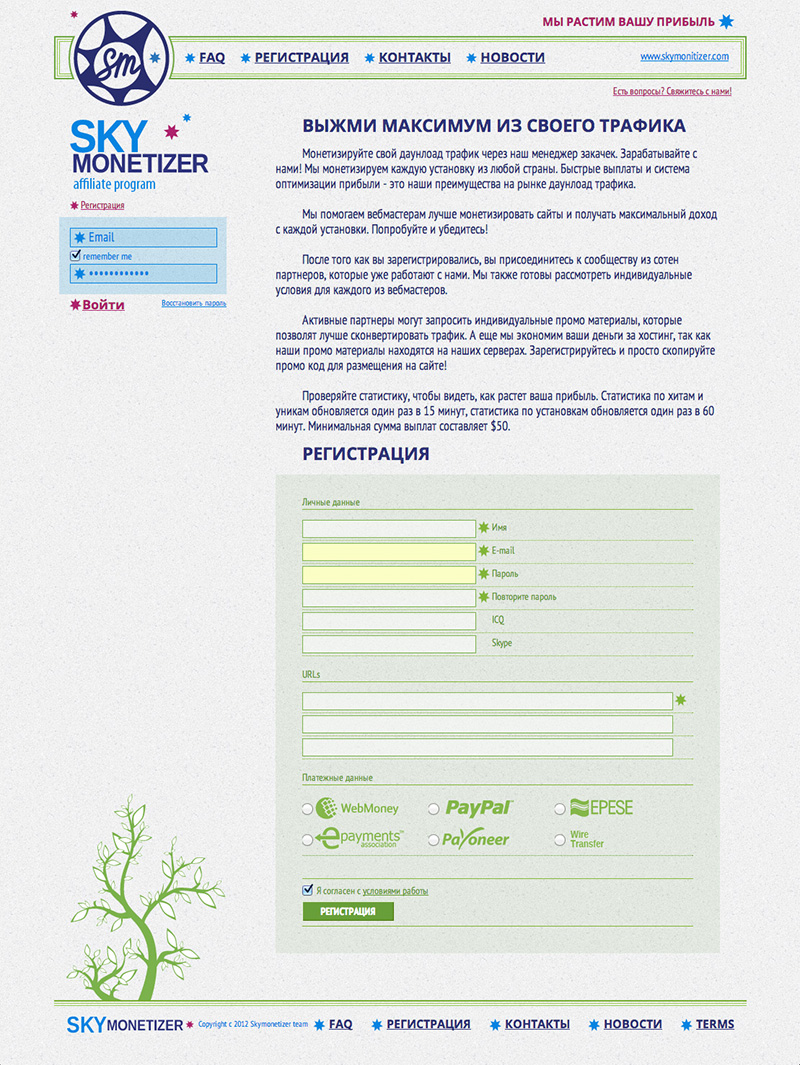 МЫ РАСТИМ ВАШУ ПРИБЫЛЬ
Sm
FAQ РЕГИСТРАЦИЯ КОНТАКТЫ НОВОСТИ www.skymonitizer.com
Есть вопросы? Свяжитесь с нами!
SKY
MONETIZER
affiliate program
Регистрация
Email
remember me
Войти Восстановить пароль
ВЫЖМИ МАКСИМУМ ИЗ СВОЕГО ТРАФИКА
Монетизируйте свой даунлоад трафик через наш менеджер закачек. Зарабатывайте с
нами! Мы монетизируем каждую установку из любой страны. Быстрые выплаты и система
оптимизации прибыли - это наши преимущества на рынке даунлоад трафика.
Мы помогаем вебмастерам лучше монетизировать сайты и получать максимальный доход
с каждой установки. Попробуйте и убедитесь!
После того как вы зарегистрировались, вы присоединитесь к сообществу из сотен
партнеров, которые уже работают с нами. Мы также готовы рассмотреть индивидуальные
условия для каждого из вебмастеров.
Активные партнеры могут запросить индивидуальные промо материалы, которые
позволят лучше сконвертировать трафик. А еще мы экономим ваши деньги за хостинг, так как
наши промо материалы находятся на наших серверах. Зарегистрируйтесь и просто скопируйте
промо код для размещения на сайте!
Проверяйте статистику, чтобы видеть, как растет ваша прибыль. Статистика по хитам и
уникам обновляется один раз в 15 минут, статистика по установкам обновляется один раз в 60
минут. Минимальная сумма выплат составляет $50.
РЕГИСТРАЦИЯ
Личные данные
Имя
E-mail
Пароль
Повторите пароль
ICQ
Skype
URLs
Платежные данные
WebMoney PayPal EPESE
epayments association Payoneer Wire Transfer
Я согласен с условиями работы
РЕГИСТРАЦИЯ
SKYMONETIZER Copyright c 2012 Skymonetizer team FAQ РЕГИСТРАЦИЯ КОНТАКТЫ НОВОСТИ TERMS